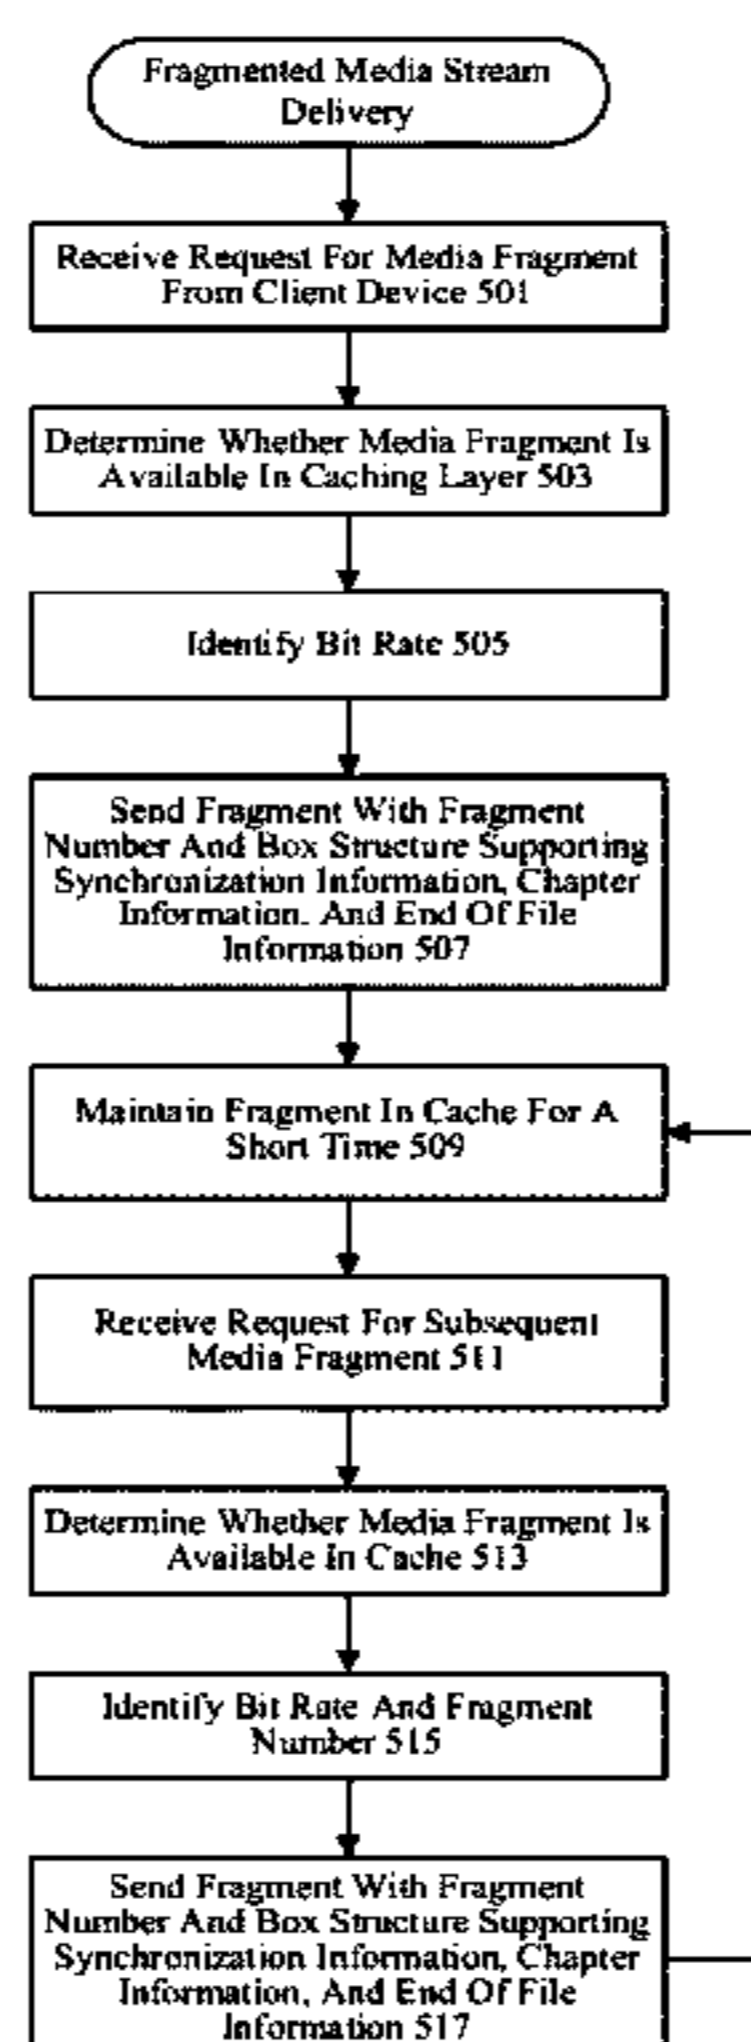 Fragmented Media Stream
Delivery
Receive Request For Media Fragment
From Client Device 501
Determine Whether Media Fragment Is
Available In Caching Layer 503
Identify Bit Rate 505
Send Fragment With Fragment
Number And Box Structure Supporting
Synchronization Information, Chapter
Information. And End Of File
Information 507
Maintain Fragment In Cache For A
Short Time 509
Receive Request For Subsequent
Media Fragment 511
Determine Whether Media Fragment Is
Available In Cache 513
Identify Bit Rate And Fragment
Number 515
Send Fragment With Fragment
Number And Box Structure Supporting
Synchronization Information, Chapter
Information, And End Of File
Information 517